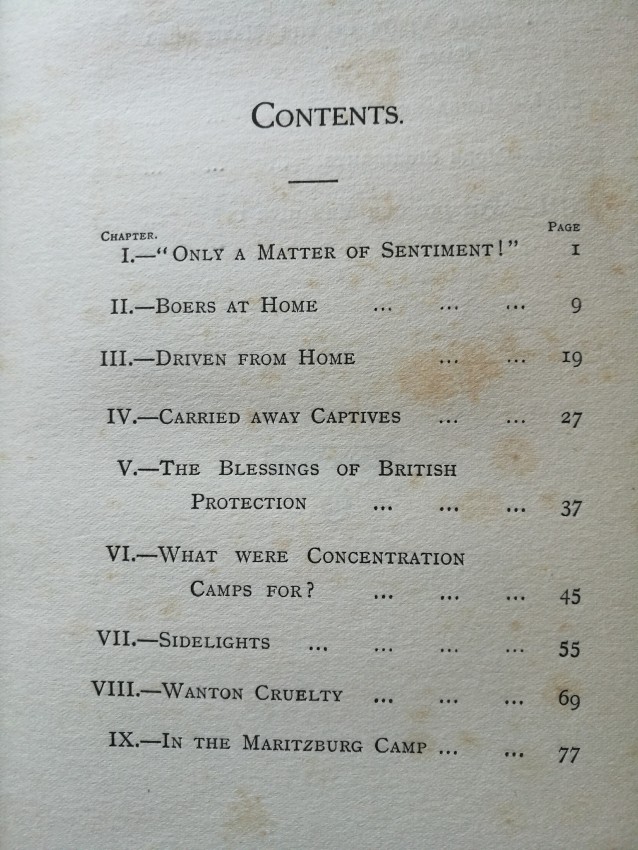 CONTENTS.
CHAPTER. PAGE
I.—"ONLY A MATTER OF SENTIMENT!" 1
II.—BOERS AT HOME ... ... ... 9
III.—DRIVEN FROM HOME ... ... 19
IV.—CARRIED AWAY CAPTIVES ... ... 27
V.—THE BLESSINGS OF BRITISH
PROTECTION ... ... ... 37
VI.—WHAT WERE CONCENTRATION
CAMPS FOR? ... ... ... 45
VII.—SIDELIGHTS ... ... ... ... 55
VIII.—WANTON CRUELTY ... ... ... 69
IX.—IN THE MARITZBURG CAMP ... ... 77